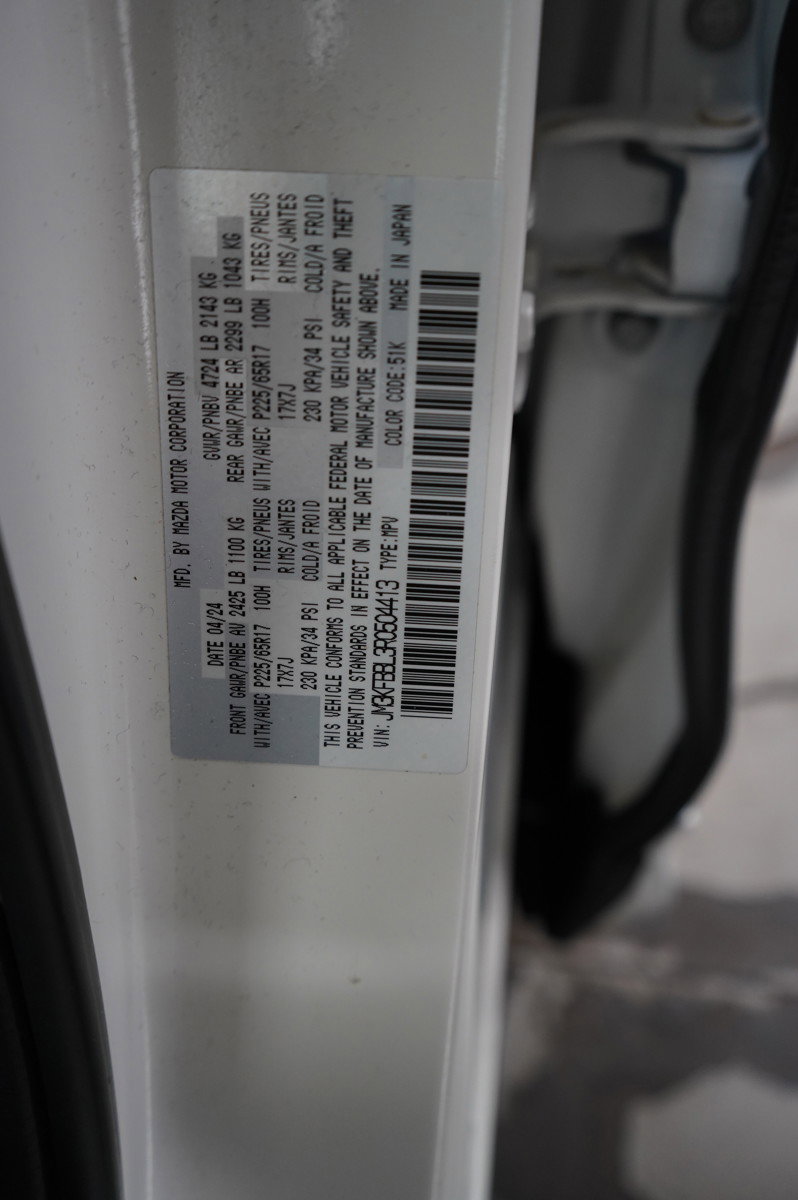 MFD. BY MAZDA MOTOR CORPORATION
DATE 04/24 GVWR/PNBV 4724 LB 2143 KG
FRONT GAWR/PNBE AV 2425 LB 1100 KG REAR GAWR/PNBE AR 2299 LB 1043 KG
WITH/AVEC P225/65R17 100H TIRES/PNEUS WITH/AVEC P225/65R17 100H TIRES/PNEUS
17X7J RIMS/JANTES 17X7J RIMS/JANTES
230 KPA/34 PSI COLD/A FROID 230 KPA/34 PSI COLD/A FROID
THIS VEHICLE CONFORMS TO ALL APPLICABLE FEDERAL MOTOR VEHICLE SAFETY AND THEFT
PREVENTION STANDARDS IN EFFECT ON THE DATE OF MANUFACTURE SHOWN ABOVE.
VIN: JM3KFBBL3R0504413 TYPE:MPV COLOR CODE:51K MADE IN JAPAN